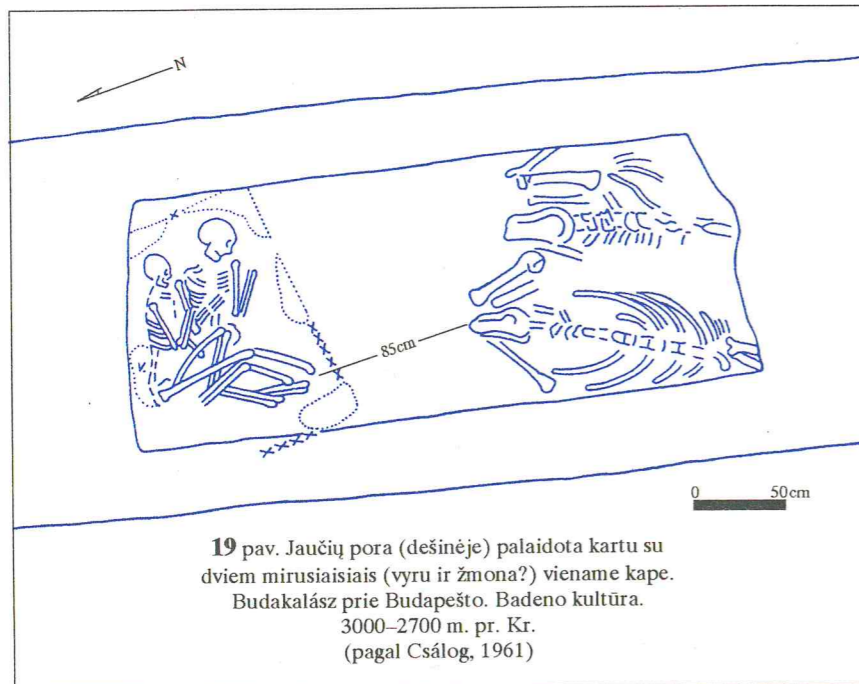 N
85cm
0 50cm
19 pav. Jaučių pora (dešinėje) palaidota kartu su
dviem mirusiaisiais (vyru ir žmona?) viename kape.
Budakalász prie Budapešto. Badeno kultūra.
3000–2700 m. pr. Kr.
(pagal Csálog, 1961)